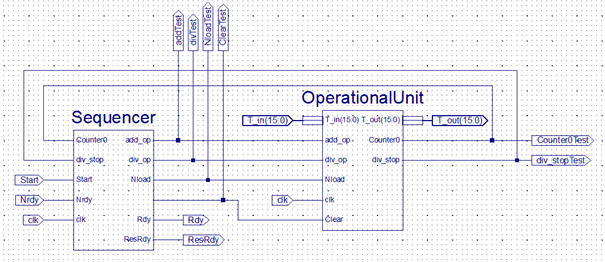 addTest
divTest
NloadTest
ClearTest
Sequencer
OperationalUnit
T_in(15:0)
T_in(15:0) T_out(15:0)
T_out(15:0)
Counter0 add_op
add_op Counter0
Counter0Test
div_stop div_op
div_op div_stop
div_stopTest
Start
Start Nload
Nload
Nrdy
Nrdy
clk
clk
clk
clk
Clear
Rdy
Rdy
ResRdy
ResRdy